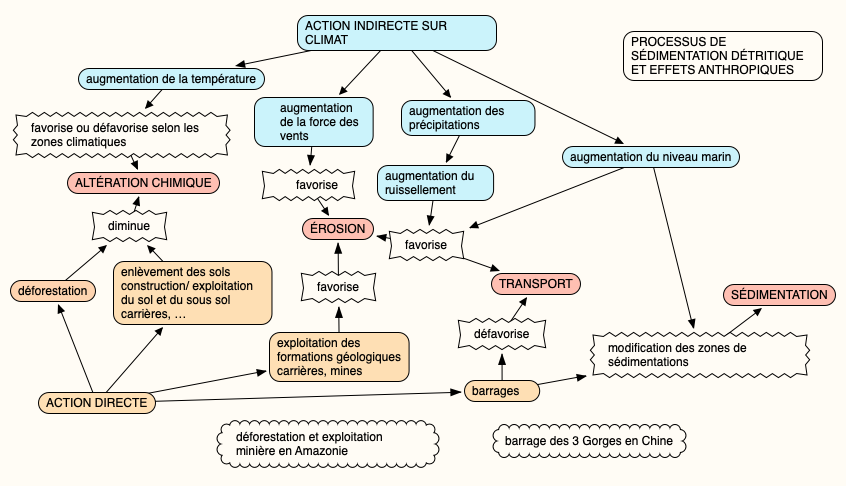 ACTION INDIRECTE SUR
CLIMAT
PROCESSUS DE
SÉDIMENTATION DÉTRITIQUE
ET EFFETS ANTHROPIQUES
augmentation de la température
augmentation
de la force des
vents
augmentation des
précipitations
favorise ou défavorise selon les
zones climatiques
augmentation du niveau marin
ALTÉRATION CHIMIQUE
favorise
augmentation du
ruissellement
diminue
ÉROSION
favorise
déforestation
enlèvement des sols
construction/ exploitation
du sol et du sous sol
carrières, ...
favorise
TRANSPORT
SÉDIMENTATION
défavorise
exploitation des
formations géologiques
carrières, mines
modification des zones de
sédimentations
ACTION DIRECTE
barrages
déforestation et exploitation
minière en Amazonie
barrage des 3 Gorges en Chine